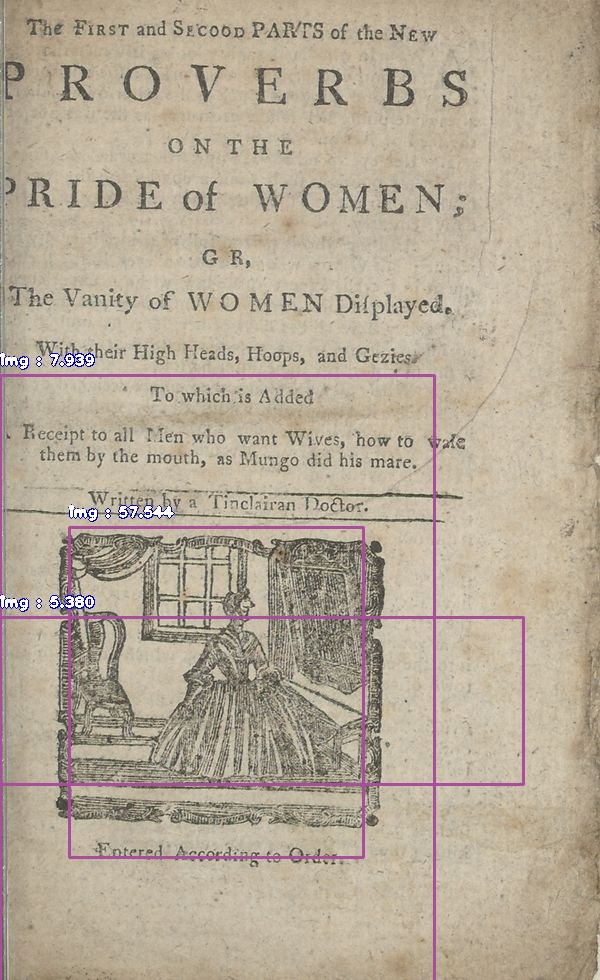 The FIRST and SECOOD PARTS of the NEW
PROVERBS
ON THE
PRIDE of WOMEN;
GR,
The Vanity of WOMEN Diſplayed.
With their High Heads, Hoops, and Gezies.
Img : 7.939
To which is Added
Receipt to all Men who want Wives, how to wale
them by the mouth, as Mungo did his mare.
Written by a Tinclairan Doctor.
Img : 57.544
Img : 5.380
Entered According to Order.